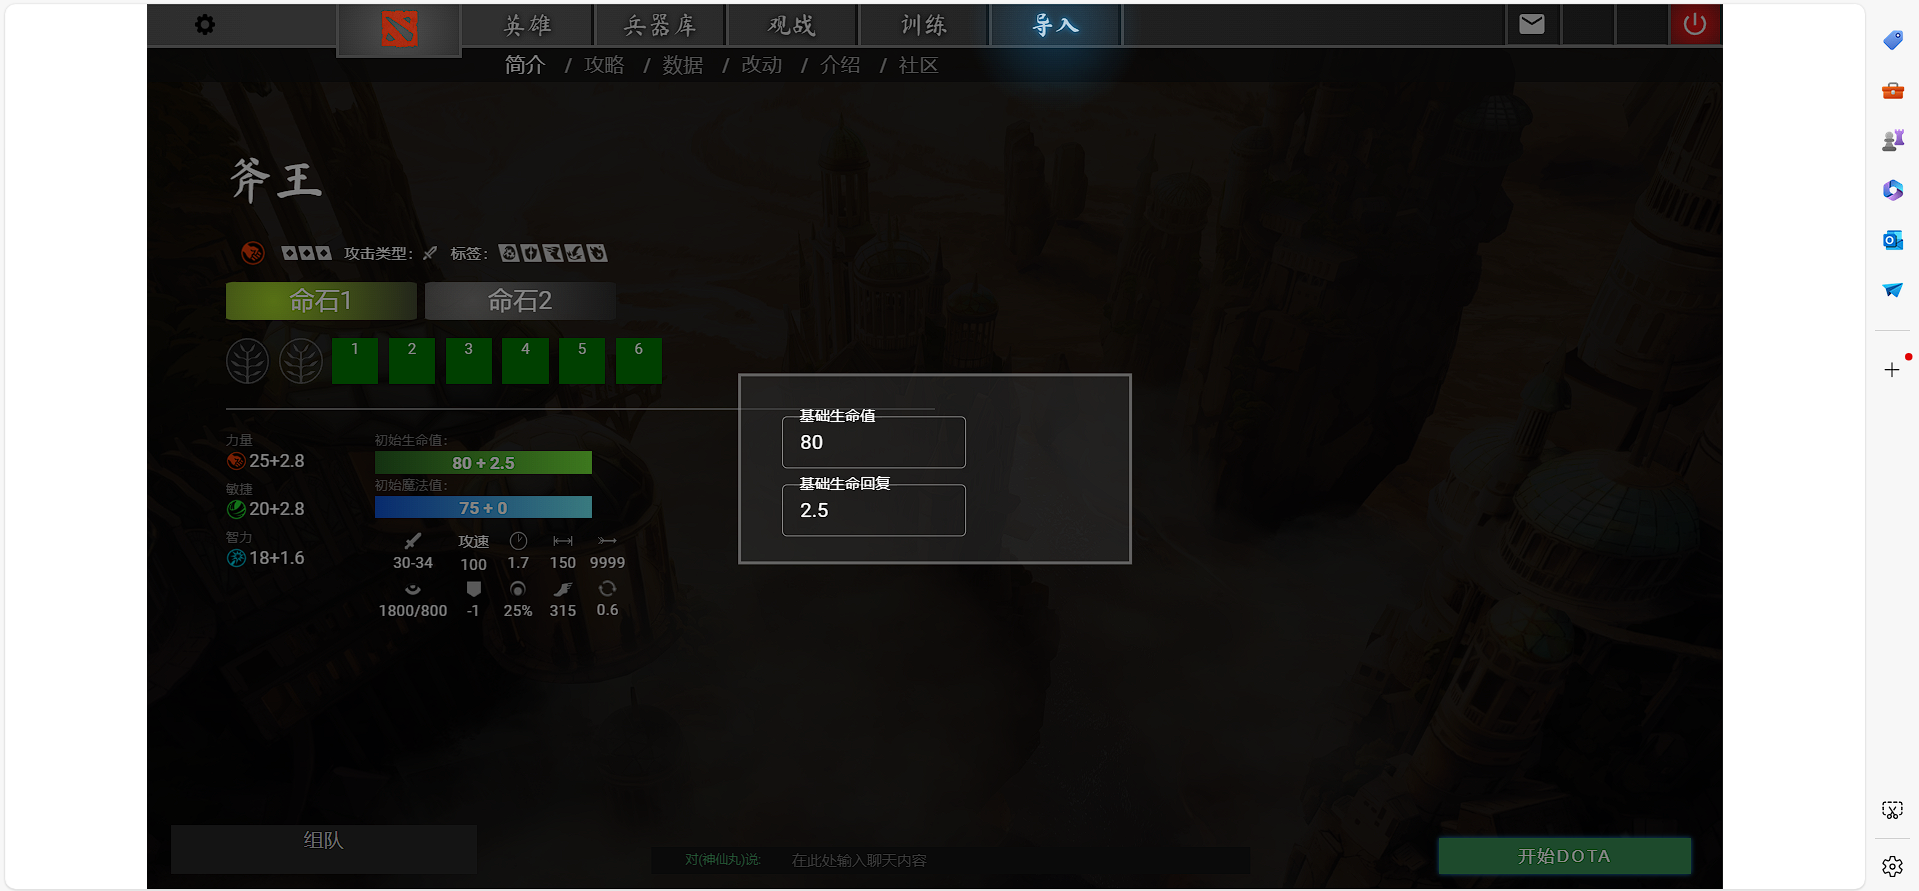 英雄 兵器库 观战 训练 导入
简介 / 攻略 / 数据 / 改动 / 介绍 / 社区
斧王
攻击类型: 标签:
命石1 命石2
1 2 3 4 5 6
基础生命值
80
基础生命回复
2.5
力量
25+2.8
敏捷
20+2.8
智力
18+1.6
初始生命值:
80 + 2.5
初始魔法值:
75 + 0
攻速
30-34 100 1.7 150 9999
1800/800 -1 25% 315 0.6
组队
对(神仙丸)说: 在此处输入聊天内容
开始DOTA